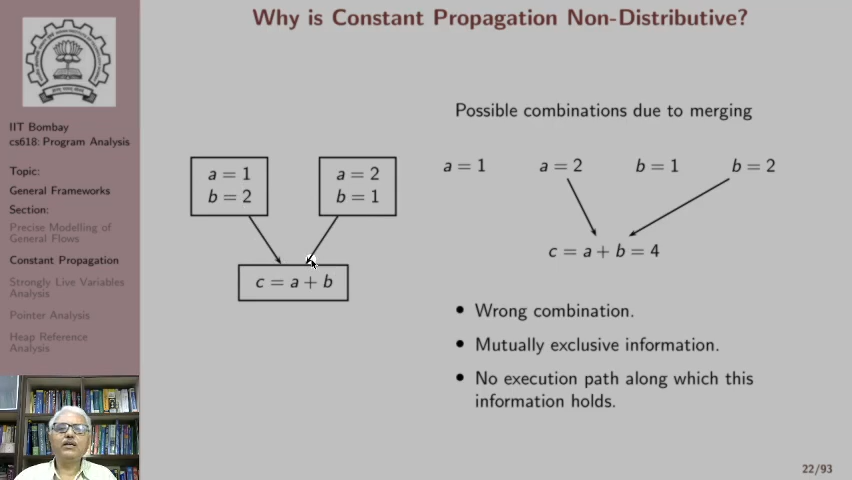 Why is Constant Propagation Non-Distributive?
IIT Bombay
cs618: Program Analysis
Topic:
General Frameworks
Section:
Precise Modelling of
General Flows
Constant Propagation
Strongly Live Variables
Analysis
Pointer Analysis
Heap Reference
Analysis
a = 1
b = 2
a = 2
b = 1
c = a + b
Possible combinations due to merging
a = 1 a = 2 b = 1 b = 2
c = a + b = 4
• Wrong combination.
• Mutually exclusive information.
• No execution path along which this
information holds.
22/93